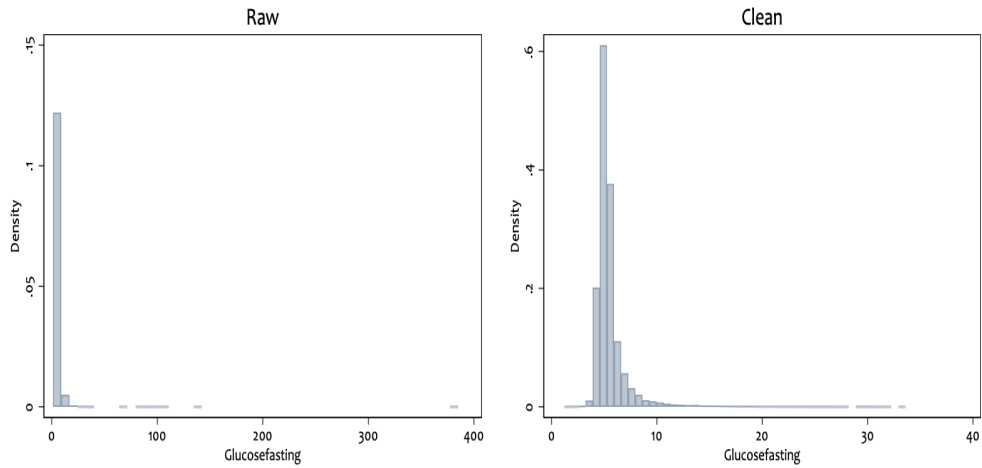 Raw
Density
.15
.1
.05
0
0 100 200 300 400
Glucosefasting
Clean
Density
.6
.4
.2
0
0 10 20 30 40
Glucosefasting